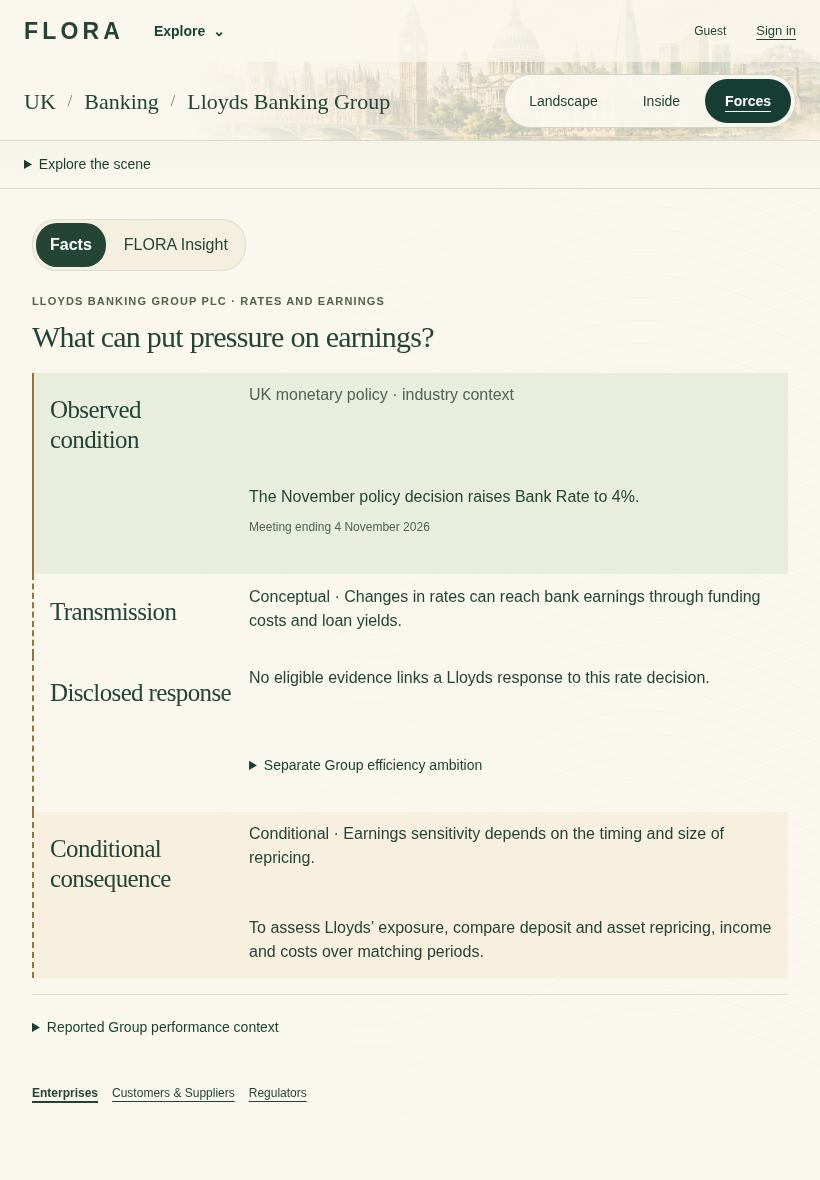 FLORA
Explore
Guest
Sign in
UK / Banking / Lloyds Banking Group
Landscape
Inside
Forces
Explore the scene
Facts
FLORA Insight
LLOYDS BANKING GROUP PLC · RATES AND EARNINGS
What can put pressure on earnings?
Observed
condition
UK monetary policy · industry context
The November policy decision raises Bank Rate to 4%.
Meeting ending 4 November 2026
Transmission
Conceptual · Changes in rates can reach bank earnings through funding
costs and loan yields.
Disclosed response
No eligible evidence links a Lloyds response to this rate decision.
Separate Group efficiency ambition
Conditional
consequence
Conditional · Earnings sensitivity depends on the timing and size of
repricing.
To assess Lloyds’ exposure, compare deposit and asset repricing, income
and costs over matching periods.
Reported Group performance context
Enterprises
Customers & Suppliers
Regulators